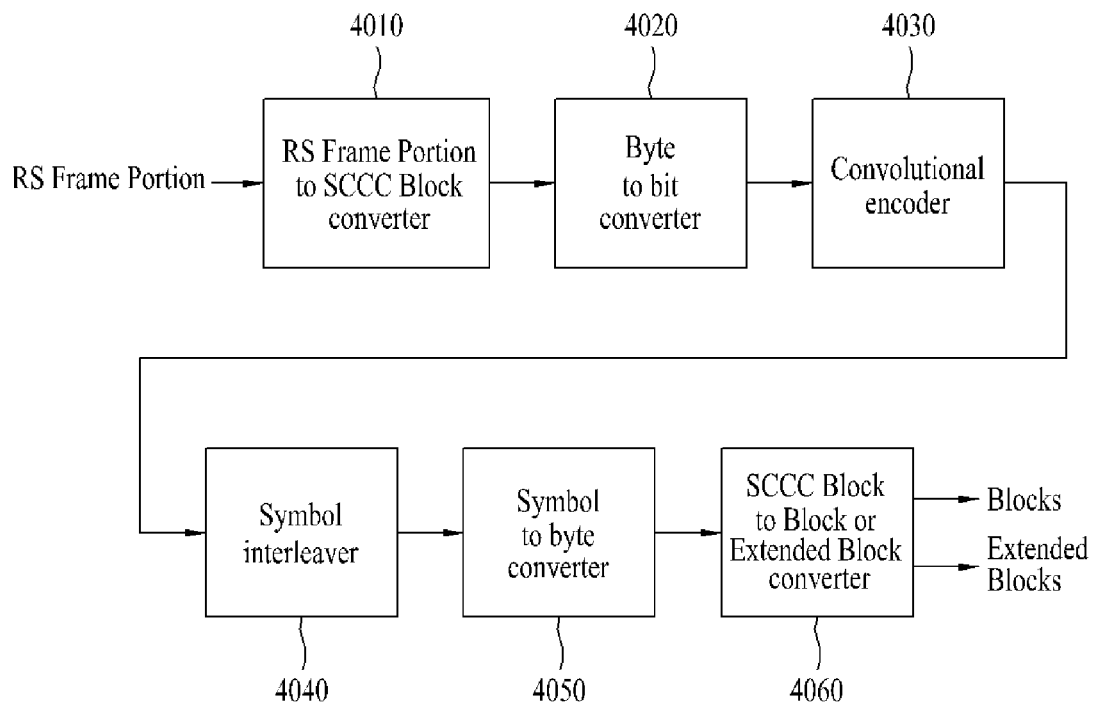 4010
4020
4030
RS Frame Portion
RS Frame Portion
to SCCC Block
converter
Byte
to bit
converter
Convolutional
encoder
Symbol
interleaver
Symbol
to byte
converter
SCCC Block
to Block or
Extended Block
converter
Blocks
Extended
Blocks
4040
4050
4060